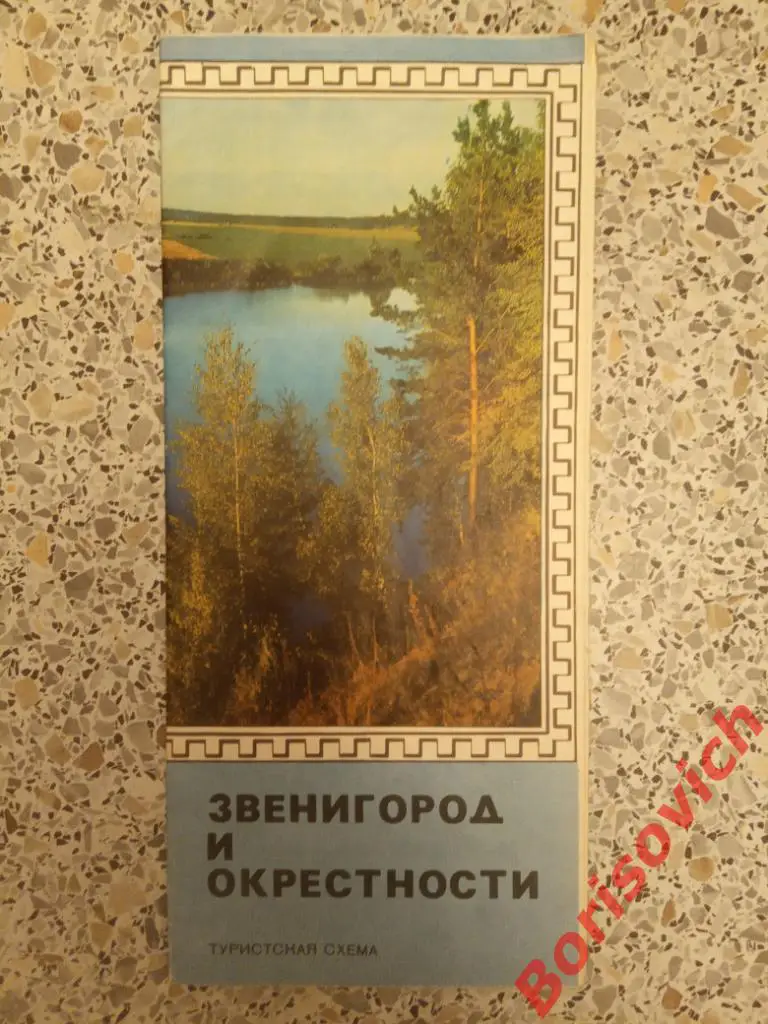 ЗВЕНИГОРОД
И
ОКРЕСТНОСТИ
ТУРИСТСКАЯ СХЕМА
Borisovich